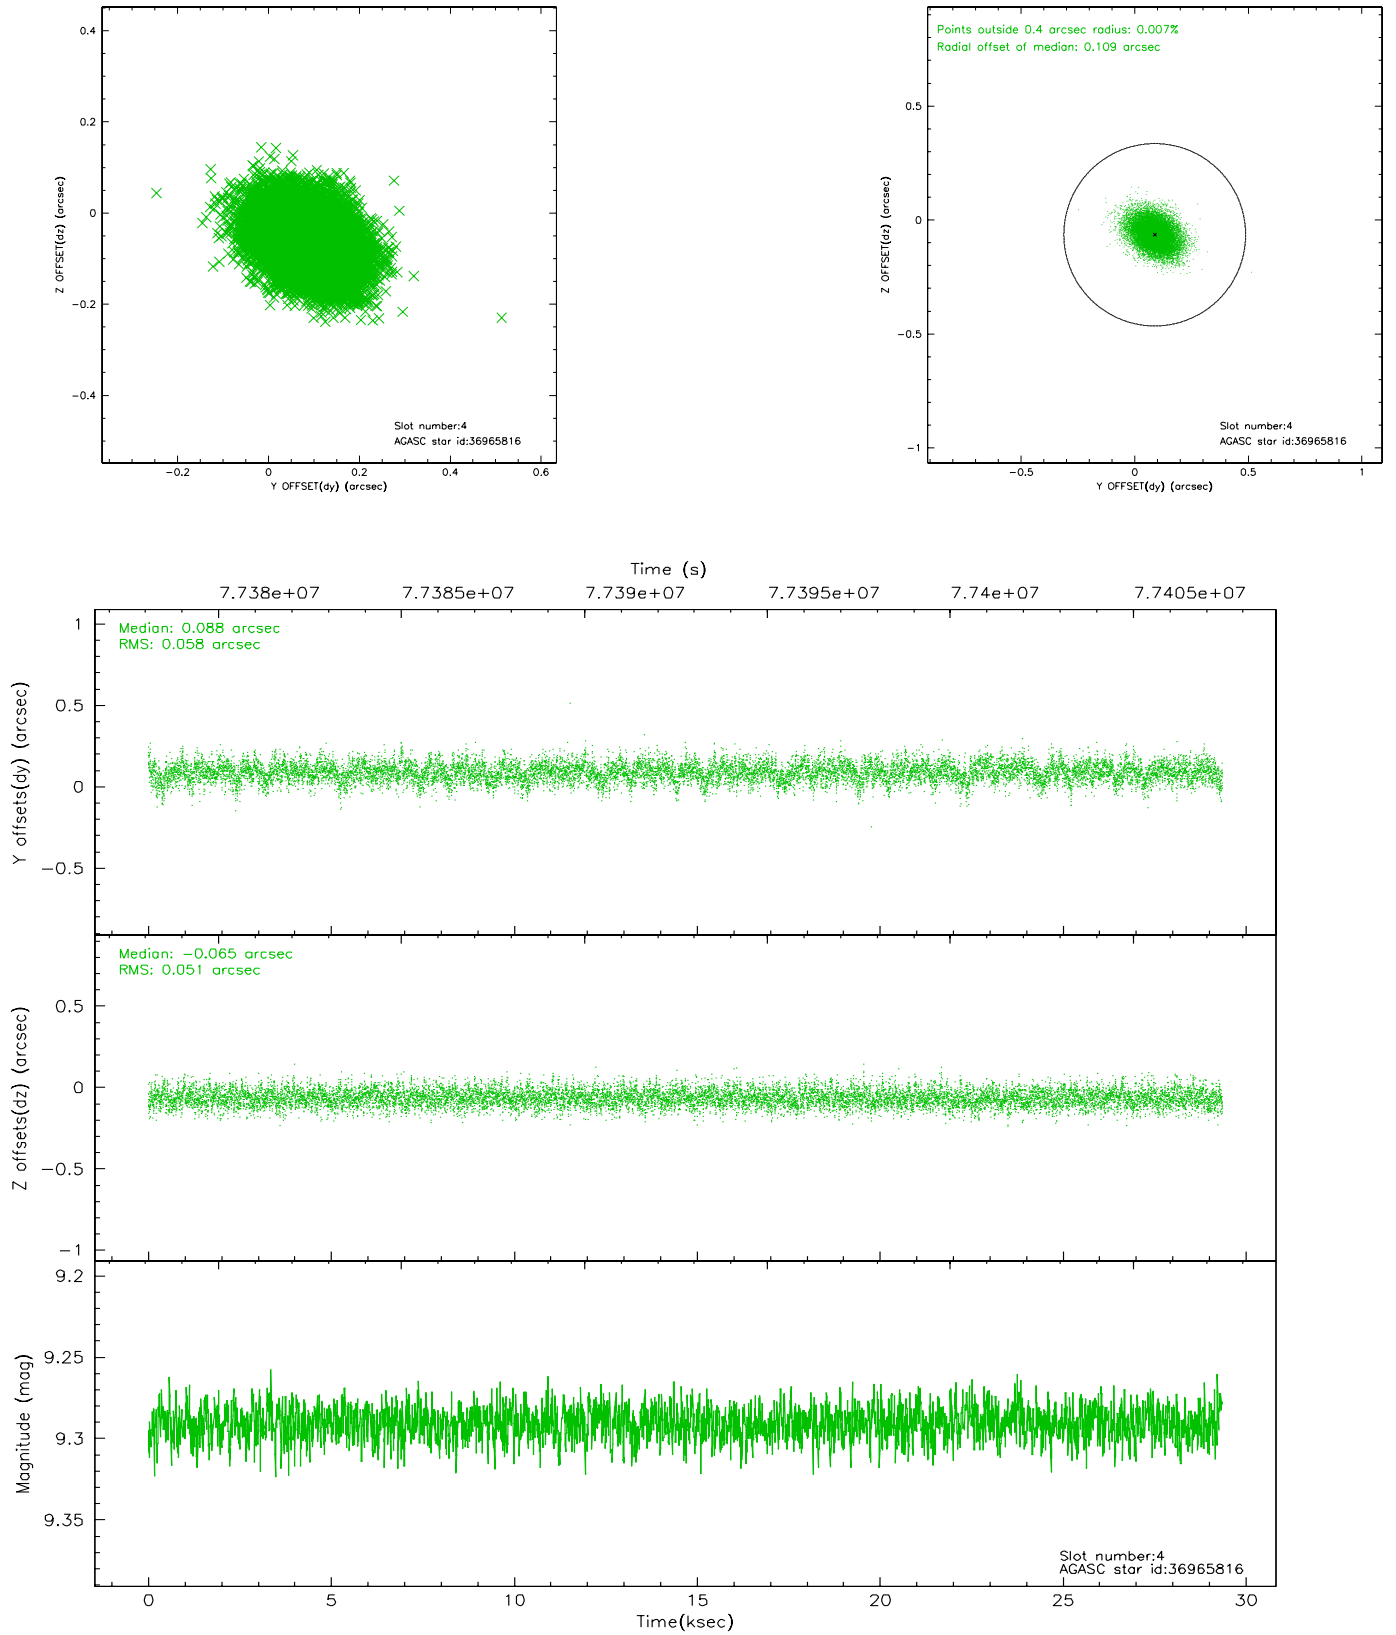 0.4
0.2
0
−0.2
−0.4
Z OFFSET(dz) (arcsec)
−0.2 0 0.2 0.4 0.6
Y OFFSET(dy) (arcsec)
Slot number:4
AGASC star id:36965816
Points outside 0.4 arcsec radius: 0.007%
Radial offset of median: 0.109 arcsec
0.5
0
−0.5
−1
Z OFFSET(dz) (arcsec)
−0.5 0 0.5 1
Y OFFSET(dy) (arcsec)
Slot number:4
AGASC star id:36965816
Time (s)
7.738e+07 7.7385e+07 7.739e+07 7.7395e+07 7.74e+07 7.7405e+07
Median: 0.088 arcsec
RMS: 0.058 arcsec
1
0.5
0
−0.5
Y offsets(dy) (arcsec)
Median: −0.065 arcsec
RMS: 0.051 arcsec
0.5
0
−0.5
−1
Z offsets(dz) (arcsec)
9.2
9.25
9.3
9.35
Magnitude (mag)
Slot number:4
AGASC star id:36965816
0 5 10 15 20 25 30
Time(ksec)